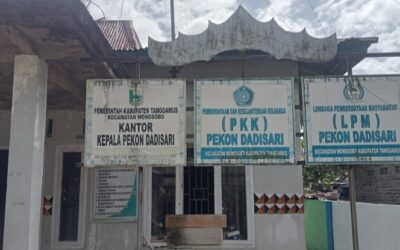 PEMERINTAH KABUPATEN TANGGAMUS
KECAMATAN WONOSOBO
KANTOR
KEPALA PEKON DADISARI
PEMBERDAYAAN DAN KESEJAHTERAAN KELUARGA
(PKK)
PEKON DADISARI
KECAMATAN WONOSOBO KABUPATEN TANGGAMUS
LEMBAGA PEMBERDAYAAN MASYARAKAT
(LPM)
PEKON DADISARI
KECAMATAN WONOSOBO KABUPATEN TANGGAMUS